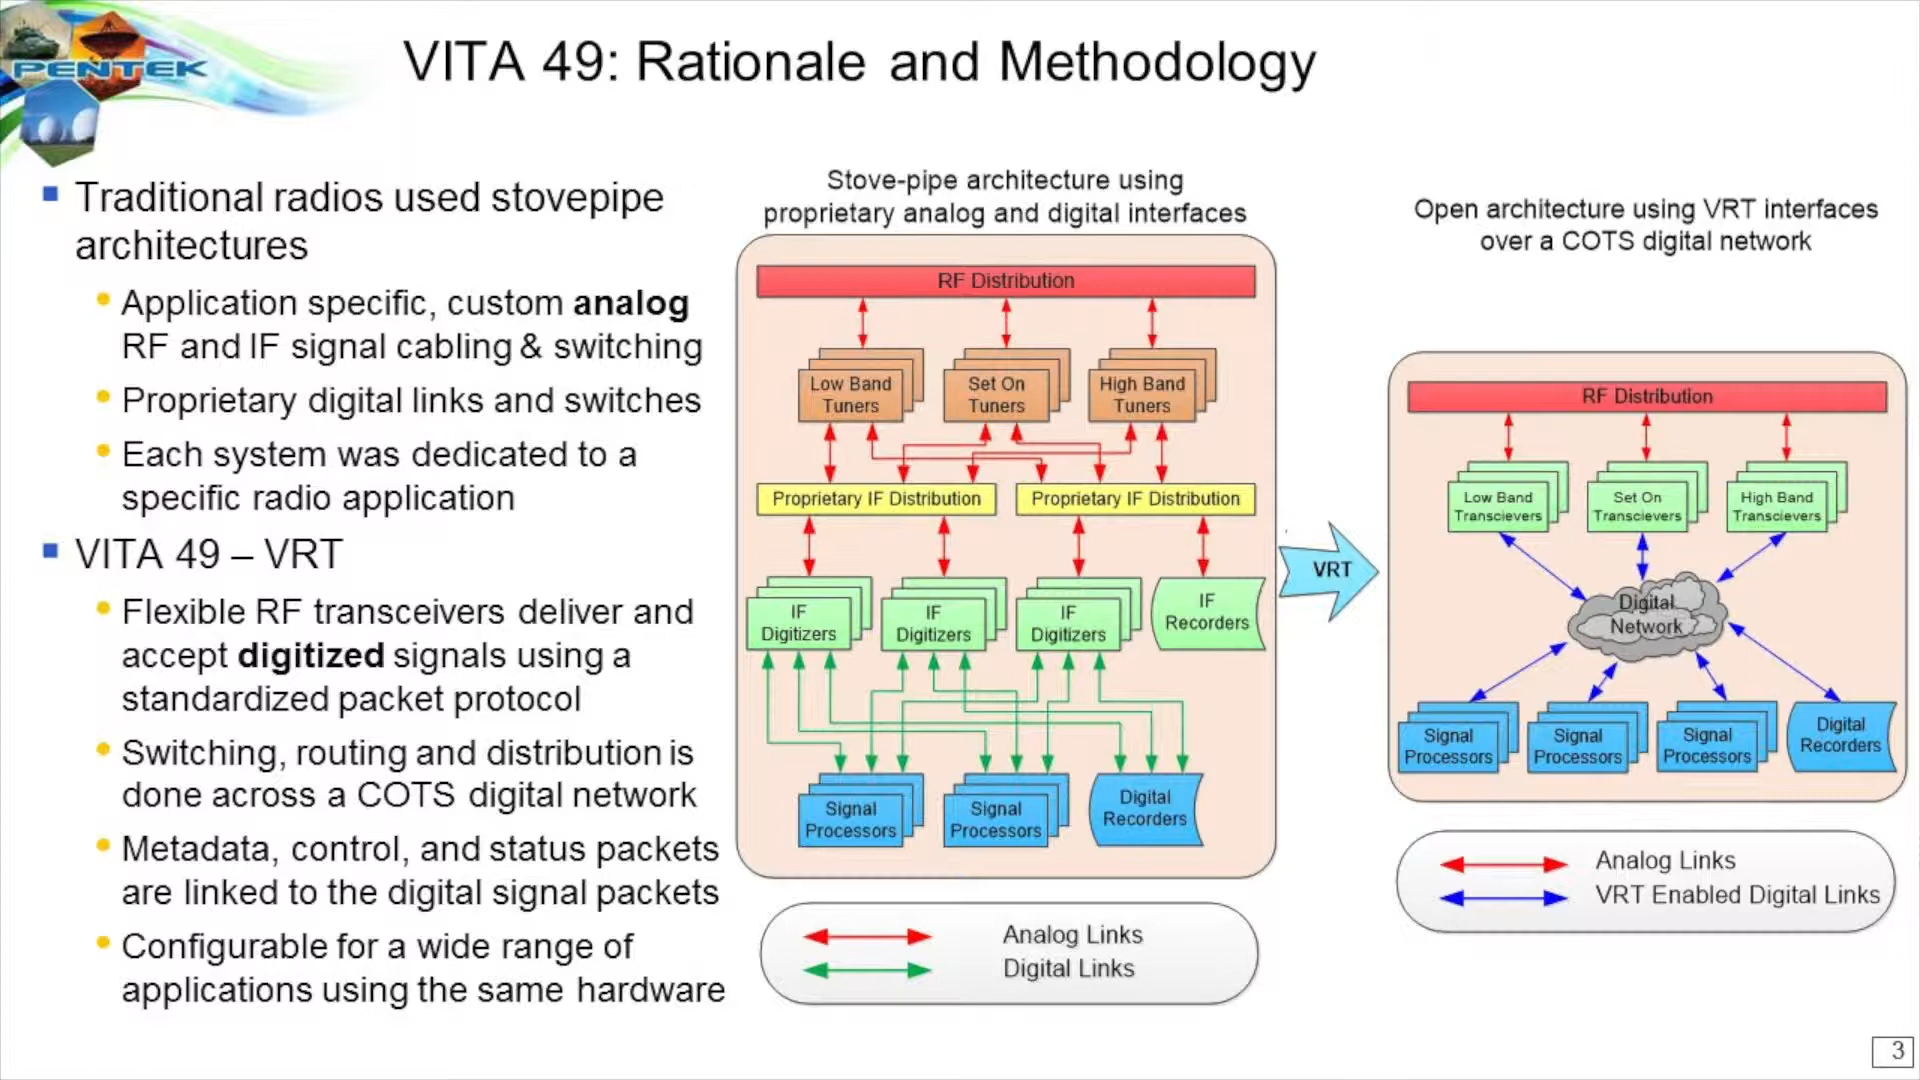 PENTEK
VITA 49: Rationale and Methodology
Traditional radios used stovepipe
architectures
Application specific, custom analog
RF and IF signal cabling & switching
Proprietary digital links and switches
Each system was dedicated to a
specific radio application
VITA 49 – VRT
Flexible RF transceivers deliver and
accept digitized signals using a
standardized packet protocol
Switching, routing and distribution is
done across a COTS digital network
Metadata, control, and status packets
are linked to the digital signal packets
Configurable for a wide range of
applications using the same hardware
Stove-pipe architecture using
proprietary analog and digital interfaces
RF Distribution
Low Band
Tuners
Set On
Tuners
High Band
Tuners
Proprietary IF Distribution
Proprietary IF Distribution
IF
Digitizers
IF
Digitizers
IF
Digitizers
IF
Recorders
Signal
Processors
Signal
Processors
Digital
Recorders
Analog Links
Digital Links
VRT
Open architecture using VRT interfaces
over a COTS digital network
RF Distribution
Low Band
Transcievers
Set On
Transcievers
High Band
Transcievers
Digital
Network
Signal
Processors
Signal
Processors
Signal
Processors
Digital
Recorders
Analog Links
VRT Enabled Digital Links
3